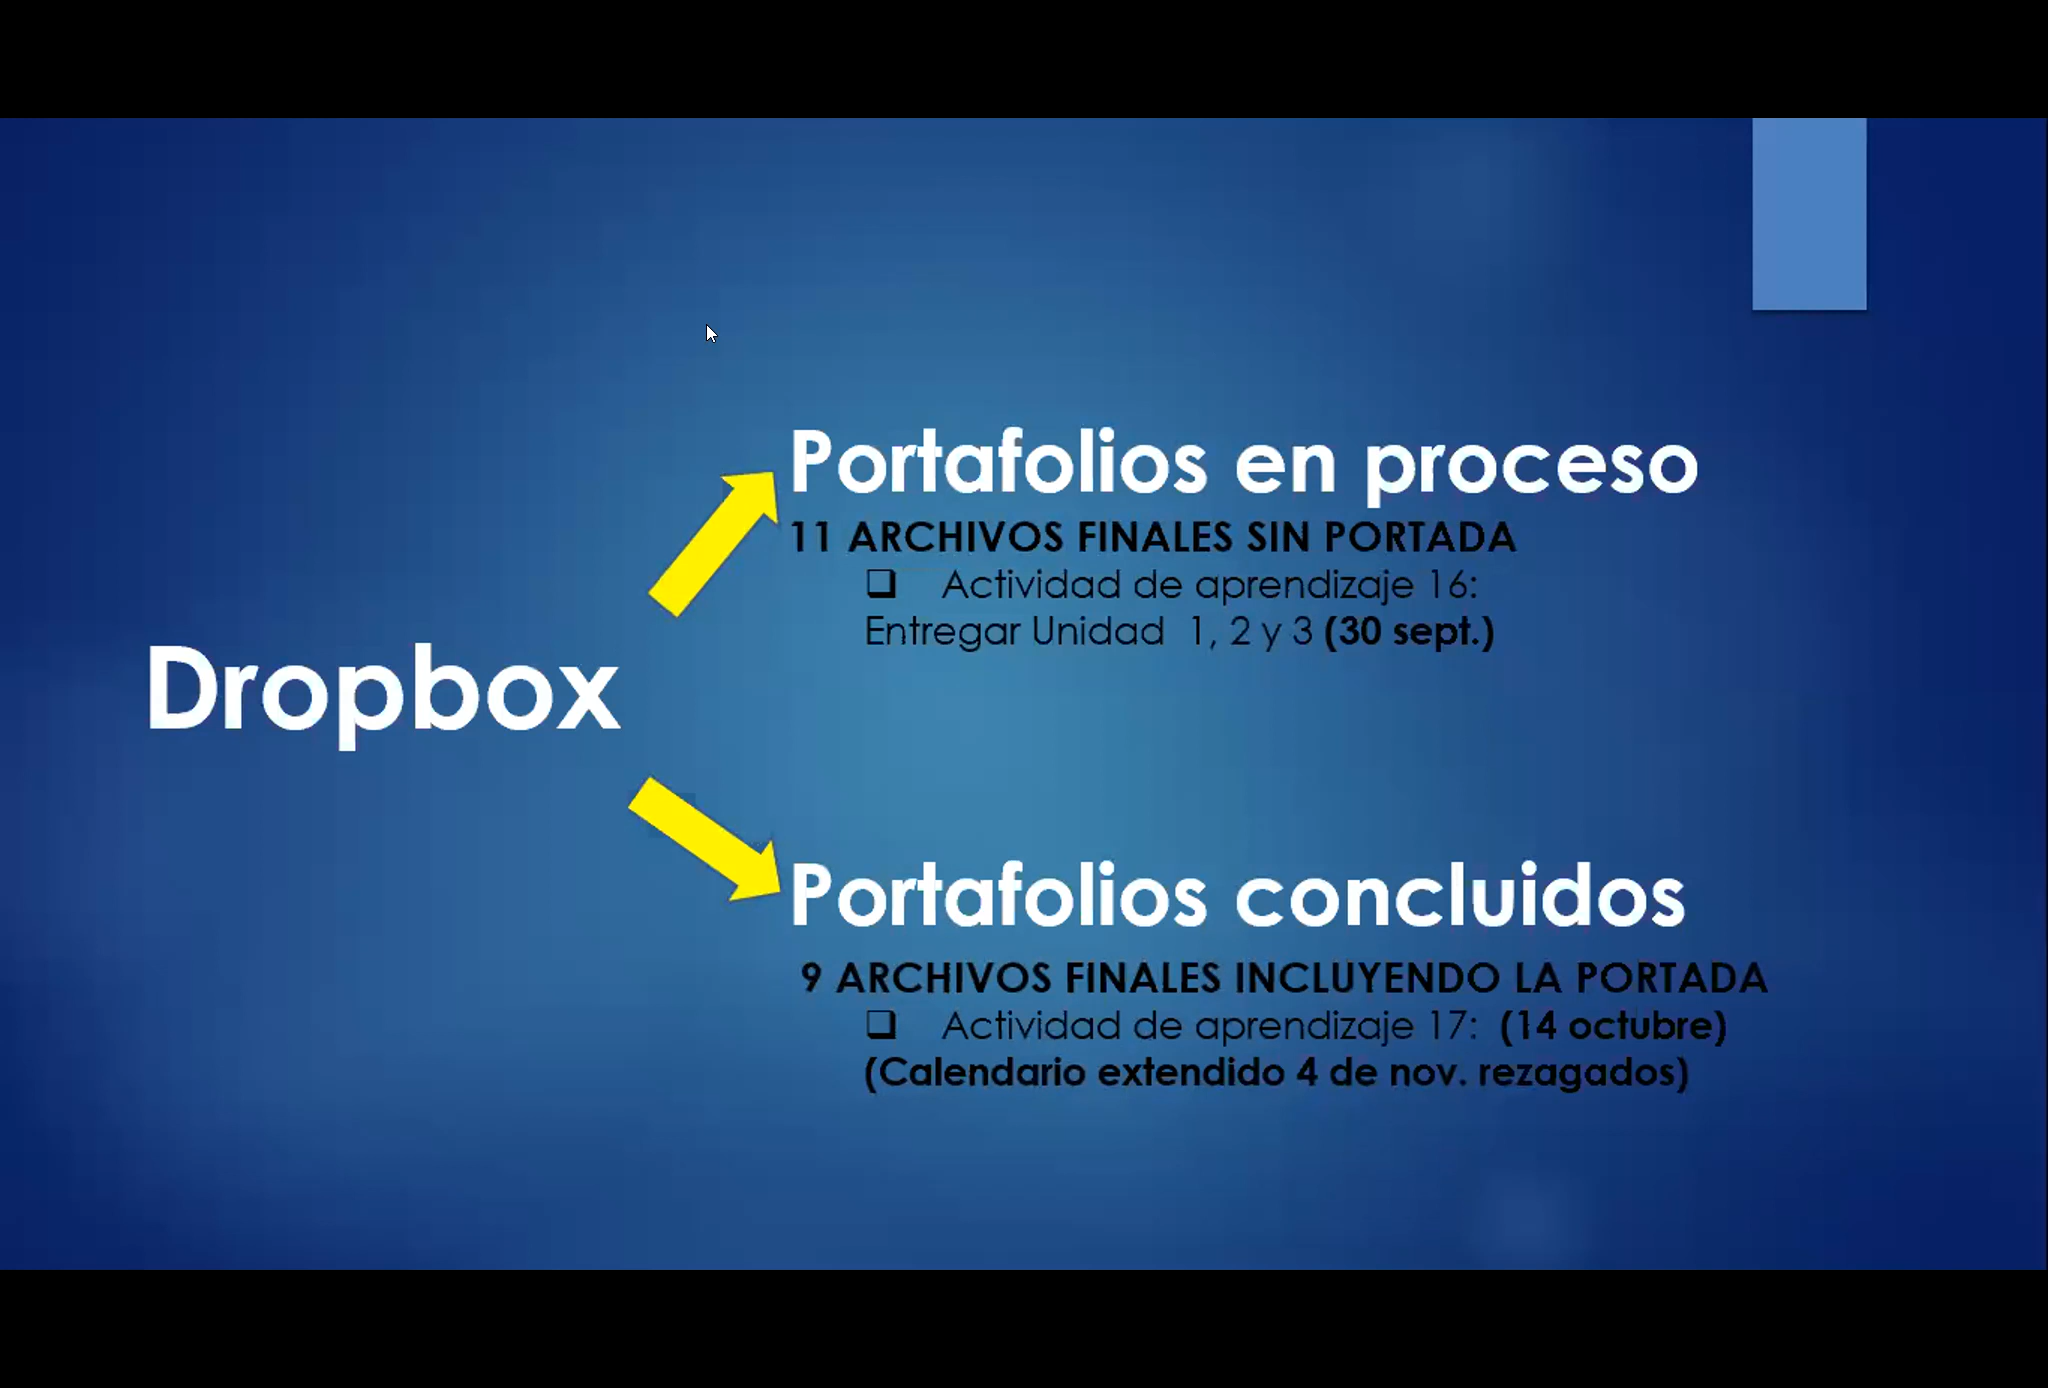 Dropbox
Portafolios en proceso
11 ARCHIVOS FINALES SIN PORTADA
❑ Actividad de aprendizaje 16:
Entregar Unidad 1, 2 y 3 (30 sept.)
Portafolios concluidos
9 ARCHIVOS FINALES INCLUYENDO LA PORTADA
❑ Actividad de aprendizaje 17: (14 octubre)
(Calendario extendido 4 de nov. rezagados)